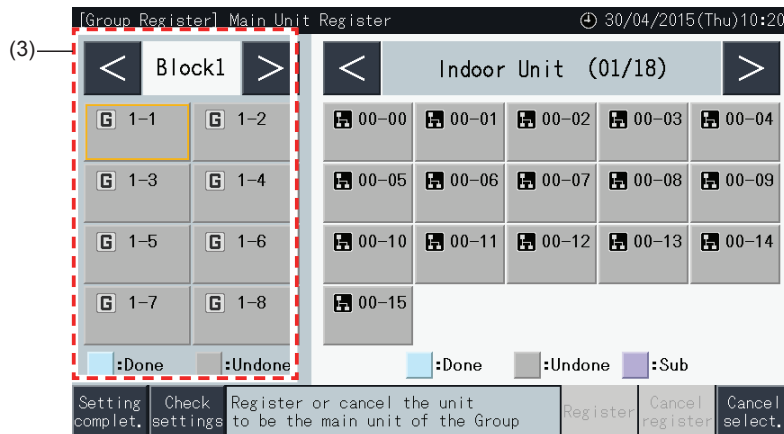 [Group Register] Main Unit Register 30/04/2015(Thu)10:20
(3)
< Block1 > < Indoor Unit (01/18) >
G 1-1 G 1-2 00-00 00-01 00-02 00-03 00-04
G 1-3 G 1-4 00-05 00-06 00-07 00-08 00-09
G 1-5 G 1-6 00-10 00-11 00-12 00-13 00-14
G 1-7 G 1-8 00-15
:Done :Undone :Done :Undone :Sub
Setting complet. Check settings Register or cancel the unit to be the main unit of the Group Register Cancel register Cancel select.